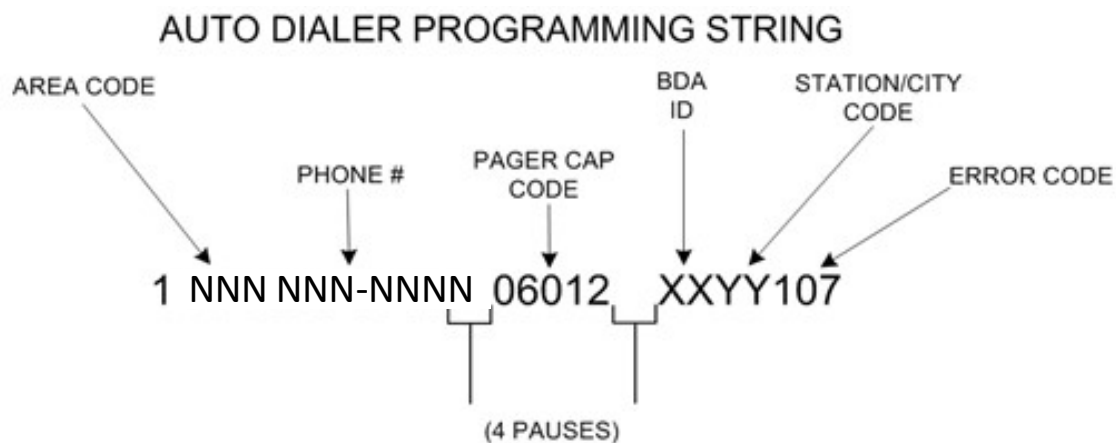 AUTO DIALER PROGRAMMING STRING
AREA CODE
PHONE #
PAGER CAP
CODE
BDA
ID
STATION/CITY
CODE
ERROR CODE
1 NNN NNN-NNNN 06012 XXYY107
(4 PAUSES)